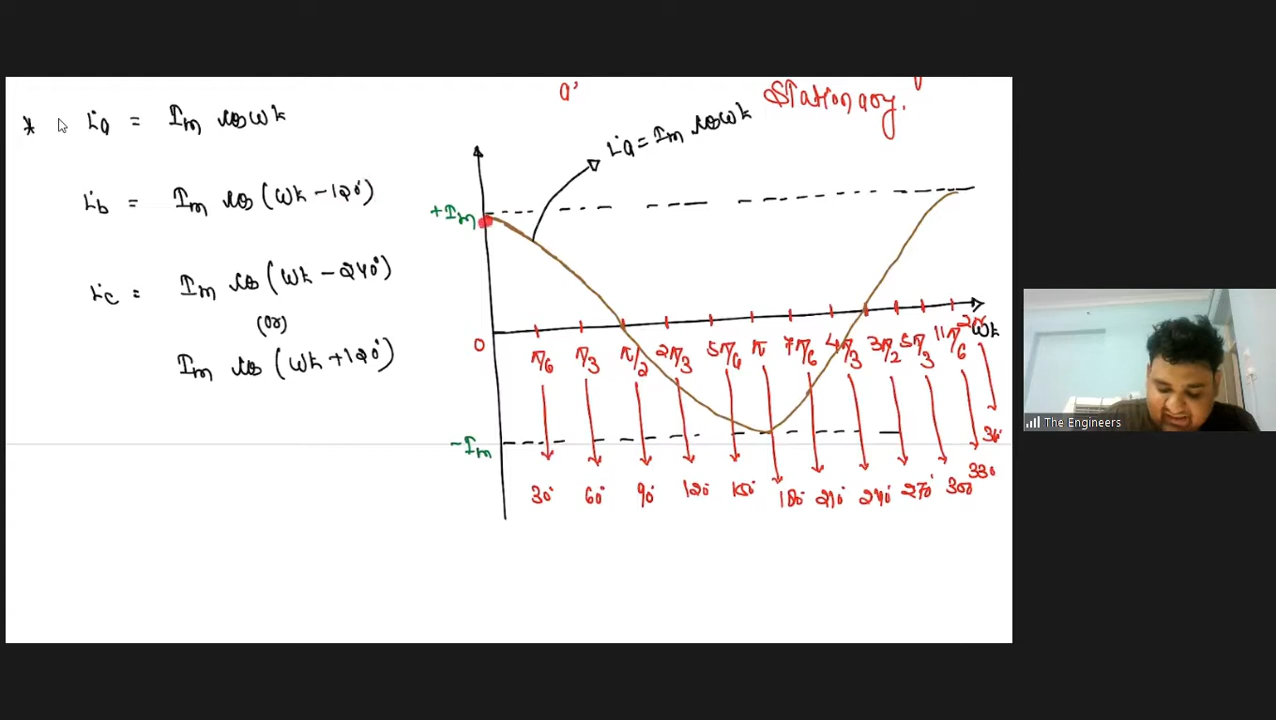 a'
Stationary.
* ia = Im cos ωt
ib = Im cos (ωt - 120°)
ic = Im cos (ωt - 240°)
(or)
Im cos (ωt + 120°)
ia = Im cos ωt
+Im
0
-Im
π/6 π/3 π/2 2π/3 5π/6 π 7π/6 4π/3 3π/2 5π/3 11π/6 2π
ωt
30° 60° 90° 120° 150° 180° 210° 240° 270° 300° 330
The Engineers